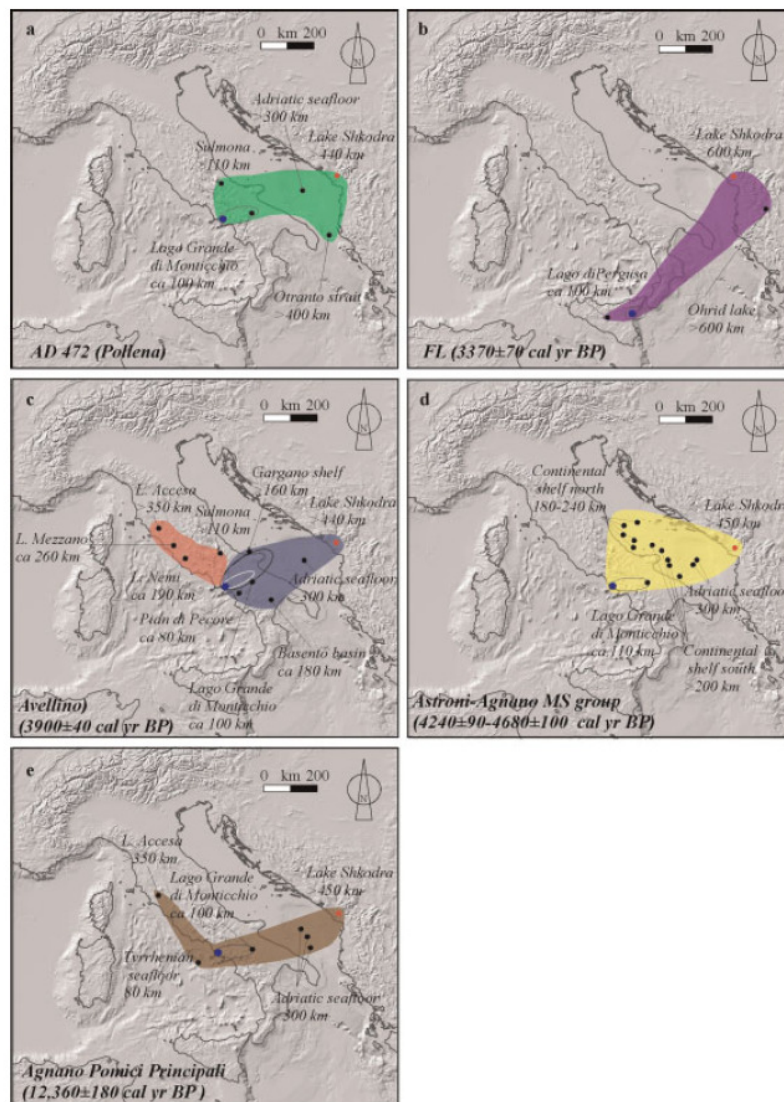 a
0 km 200
N
Adriatic seafloor
300 km
Lake Shkodra
440 km
Sulmona
110 km
Lago Grande
di Monticchio
ca 100 km
Otranto strait
>400 km
AD 472 (Pollena)
b
0 km 200
N
Lake Shkodra
600 km
Lago diPergusa
ca 100 km
Ohrid lake
>600 km
FL (3370±70 cal yr BP)
c
0 km 200
N
L. Accesa
350 km
Gargano shelf
160 km
Sulmona
110 km
Lake Shkodra
440 km
L. Mezzano
ca 260 km
L. Nemi
ca 190 km
Adriatic seafloor
300 km
Pian di Pecore
ca 80 km
Basento basin
ca 180 km
Lago Grande
di Monticchio
ca 100 km
Avellino)
(3900±40 cal yr BP)
d
0 km 200
N
Continental
shelf north
180-240 km
Lake Shkodra
450 km
Adriatic seafloor
300 km
Lago Grande
di Monticchio
ca 110 km
Continental
shelf south
>200 km
Astroni-Agnano MS group
(4240±90-4680±100 cal yr BP)
e
0 km 200
N
L. Accesa
350 km
Lago Grande
di Monticchio
ca 100 km
Lake Shkodra
450 km
Tyrrhenian
seafloor
80 km
Adriatic seafloor
300 km
Agnano Pomici Principali
(12,360±180 cal yr BP )